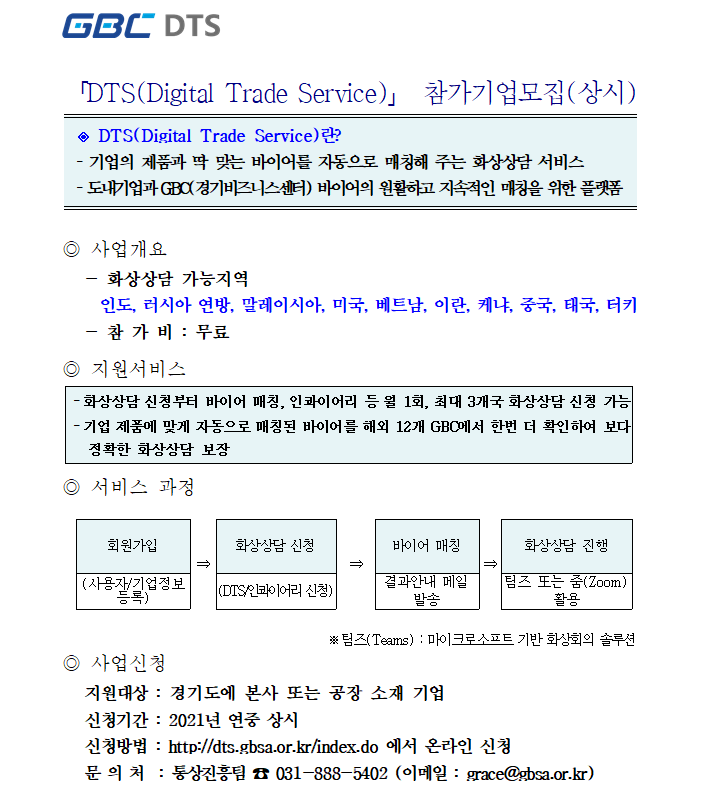 GBC DTS
「DTS(Digital Trade Service)」 참가기업모집(상시)
◈ DTS(Digital Trade Service)란?
- 기업의 제품과 딱 맞는 바이어를 자동으로 매칭해 주는 화상상담 서비스
- 도내기업과 GBC(경기비즈니스센터) 바이어의 원활하고 지속적인 매칭을 위한 플랫폼
◎ 사업개요
- 화상상담 가능지역
인도, 러시아 연방, 말레이시아, 미국, 베트남, 이란, 케냐, 중국, 태국, 터키
- 참 가 비 : 무료
◎ 지원서비스
- 화상상담 신청부터 바이어 매칭, 인콰이어리 등 월 1회, 최대 3개국 화상상담 신청 가능
- 기업 제품에 맞게 자동으로 매칭된 바이어를 해외 12개 GBC에서 한번 더 확인하여 보다
정확한 화상상담 보장
◎ 서비스 과정
회원가입 ⇒ 화상상담 신청 ⇒ 바이어 매칭 ⇒ 화상상담 진행
(사용자/기업정보
등록)
(DTS/인콰이어리 신청)
결과안내 메일
발송
팀즈 또는 줌(Zoom)
활용
※ 팀즈(Teams) : 마이크로소프트 기반 화상회의 솔루션
◎ 사업신청
지원대상 : 경기도에 본사 또는 공장 소재 기업
신청기간 : 2021년 연중 상시
신청방법 : http://dts.gbsa.or.kr/index.do 에서 온라인 신청
문 의 처 : 통상진흥팀 ☎ 031-888-5402 (이메일 : grace@gbsa.or.kr)